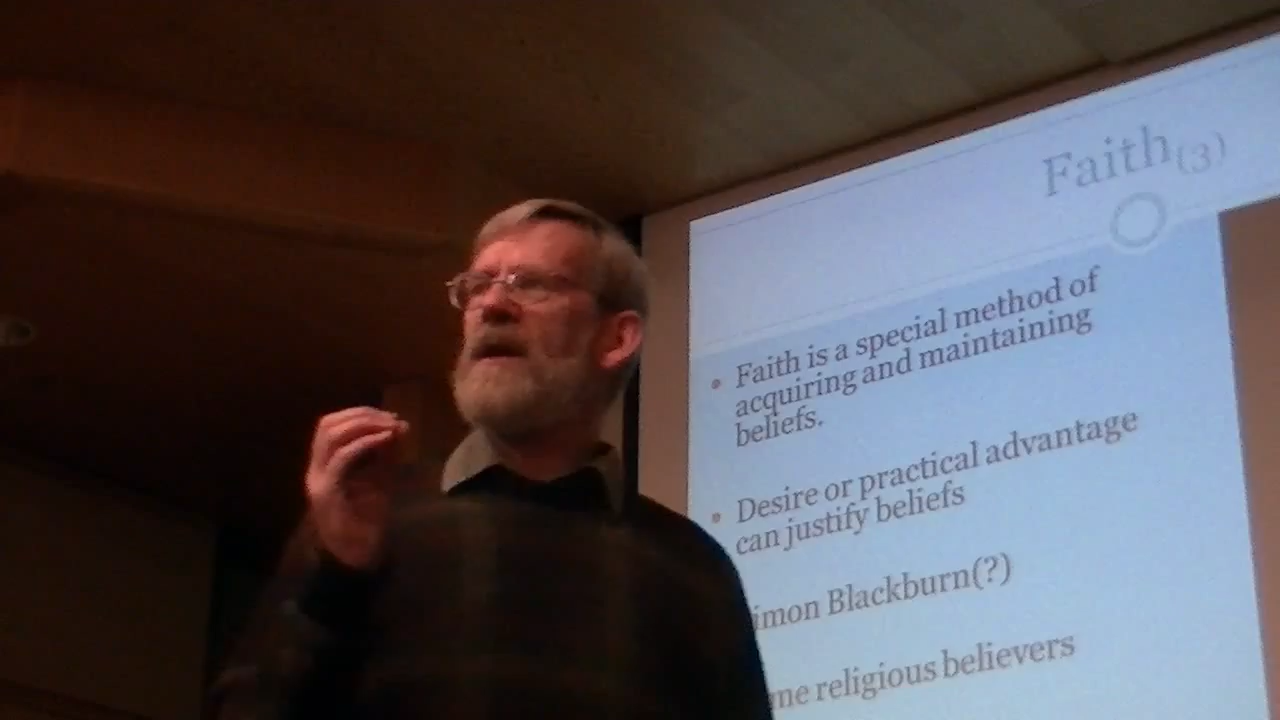 Faith(3)
Faith is a special method of
acquiring and maintaining
beliefs.
Desire or practical advantage
can justify beliefs
imon Blackburn(?)
me religious believers